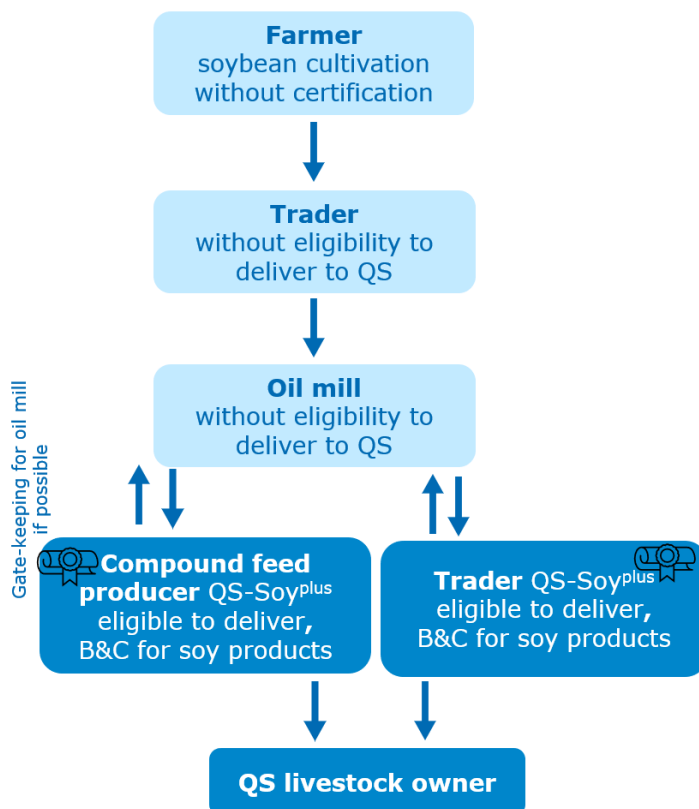 Farmer
soybean cultivation
without certification
Trader
without eligibility to
deliver to QS
Oil mill
without eligibility to
deliver to QS
Gate-keeping for oil mill
if possible
Compound feed
producer QS-Soyplus
eligible to deliver,
B&C for soy products
Trader QS-Soyplus
eligible to deliver,
B&C for soy products
QS livestock owner